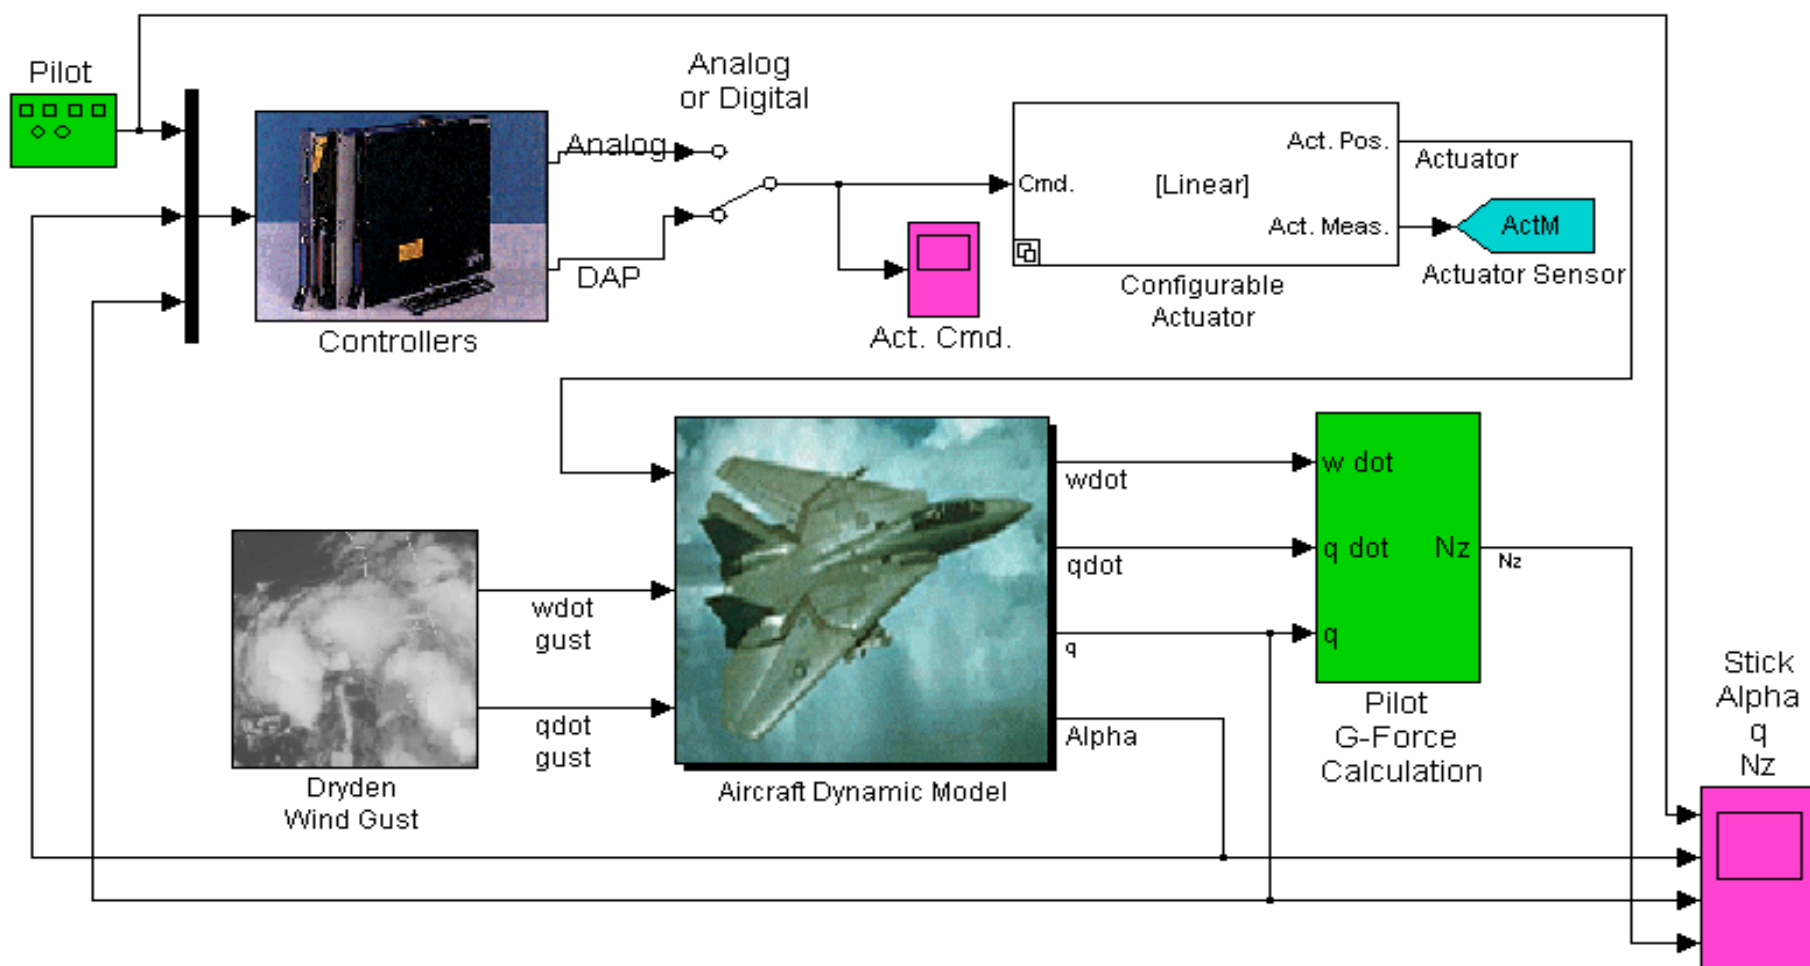 Pilot
Analog
or Digital
Analog
DAP
Controllers
Act. Cmd.
Cmd.
[Linear]
Act. Pos.
Act. Meas.
Configurable
Actuator
Actuator
ActM
Actuator Sensor
wdot
gust
qdot
gust
Dryden
Wind Gust
Aircraft Dynamic Model
wdot
qdot
q
Alpha
w dot
q dot
q
Nz
Pilot
G-Force
Calculation
Nz
Stick
Alpha
q
Nz